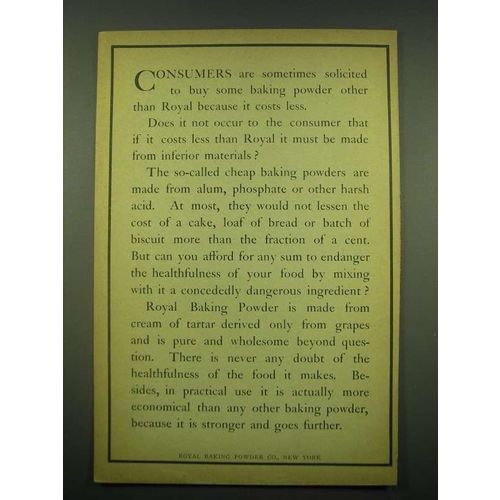 CONSUMERS are sometimes solicited
to buy some baking powder other
than Royal because it costs less.
Does it not occur to the consumer that
if it costs less than Royal it must be made
from inferior materials?
The so-called cheap baking powders are
made from alum, phosphate or other harsh
acid. At most, they would not lessen the
cost of a cake, loaf of bread or batch of
biscuit more than the fraction of a cent.
But can you afford for any sum to endanger
the healthfulness of your food by mixing
with it a concededly dangerous ingredient?
Royal Baking Powder is made from
cream of tartar derived only from grapes
and is pure and wholesome beyond ques-
tion. There is never any doubt of the
healthfulness of the food it makes. Be-
sides, in practical use it is actually more
economical than any other baking powder,
because it is stronger and goes further.
ROYAL BAKING POWDER CO., NEW YORK